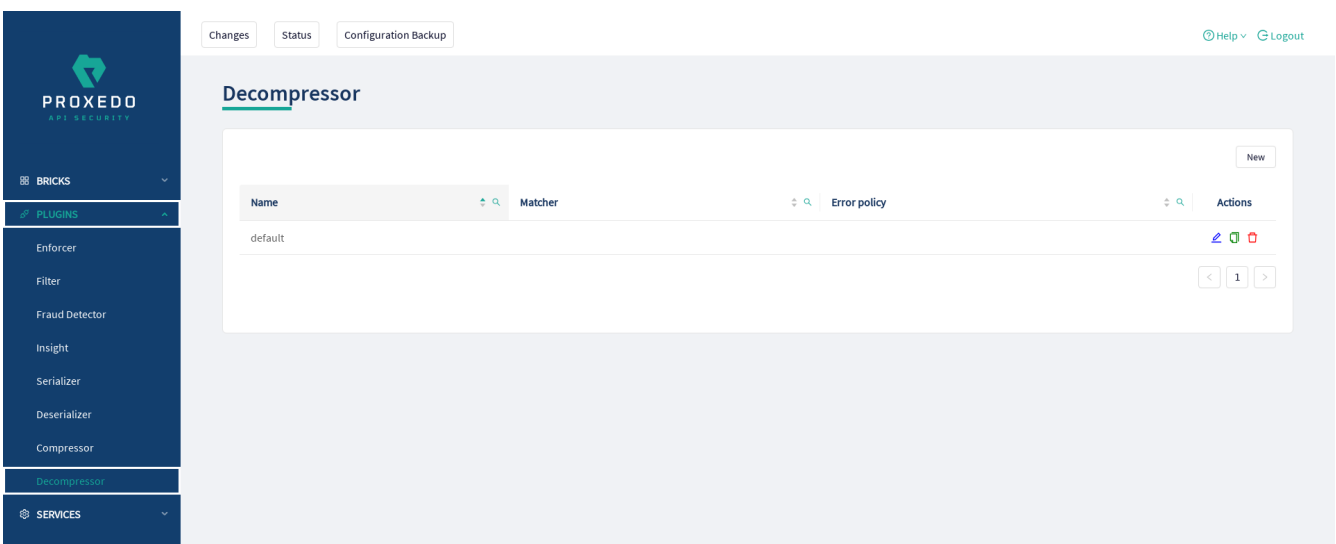 Changes Status Configuration Backup Help Logout
PROXEDO
API SECURITY
BRICKS
PLUGINS
Enforcer
Filter
Fraud Detector
Insight
Serializer
Deserializer
Compressor
Decompressor
SERVICES
Decompressor
New
Name Matcher Error policy Actions
default
< 1 >